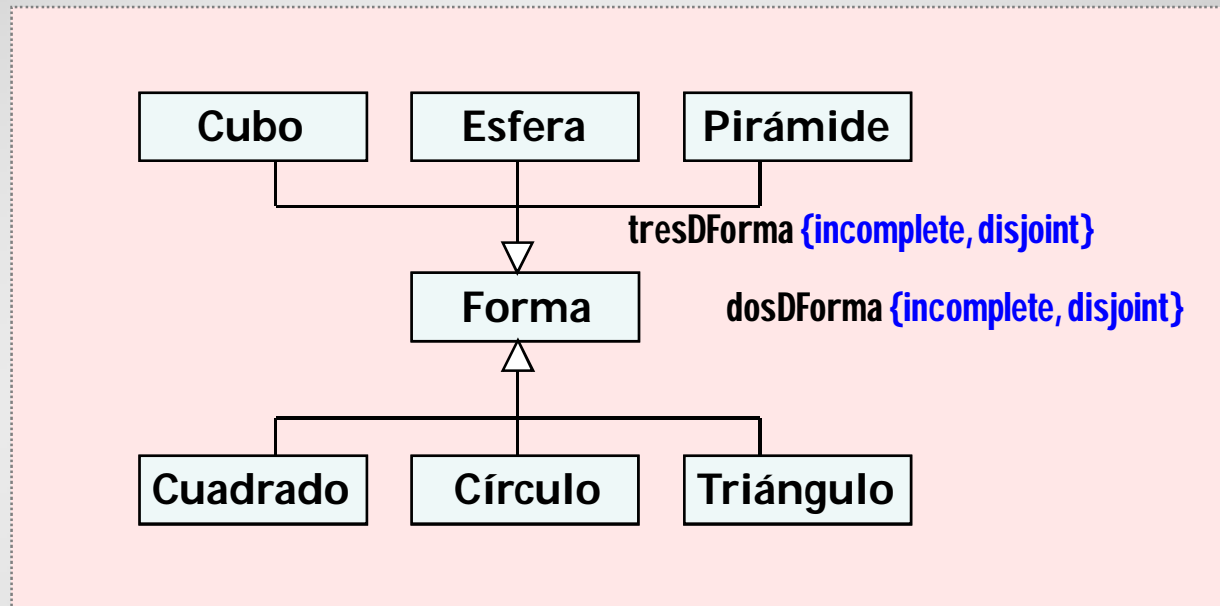 Cubo
Esfera
Pirámide
tresDForma {incomplete, disjoint}
Forma
dosDForma {incomplete, disjoint}
Cuadrado
Círculo
Triángulo